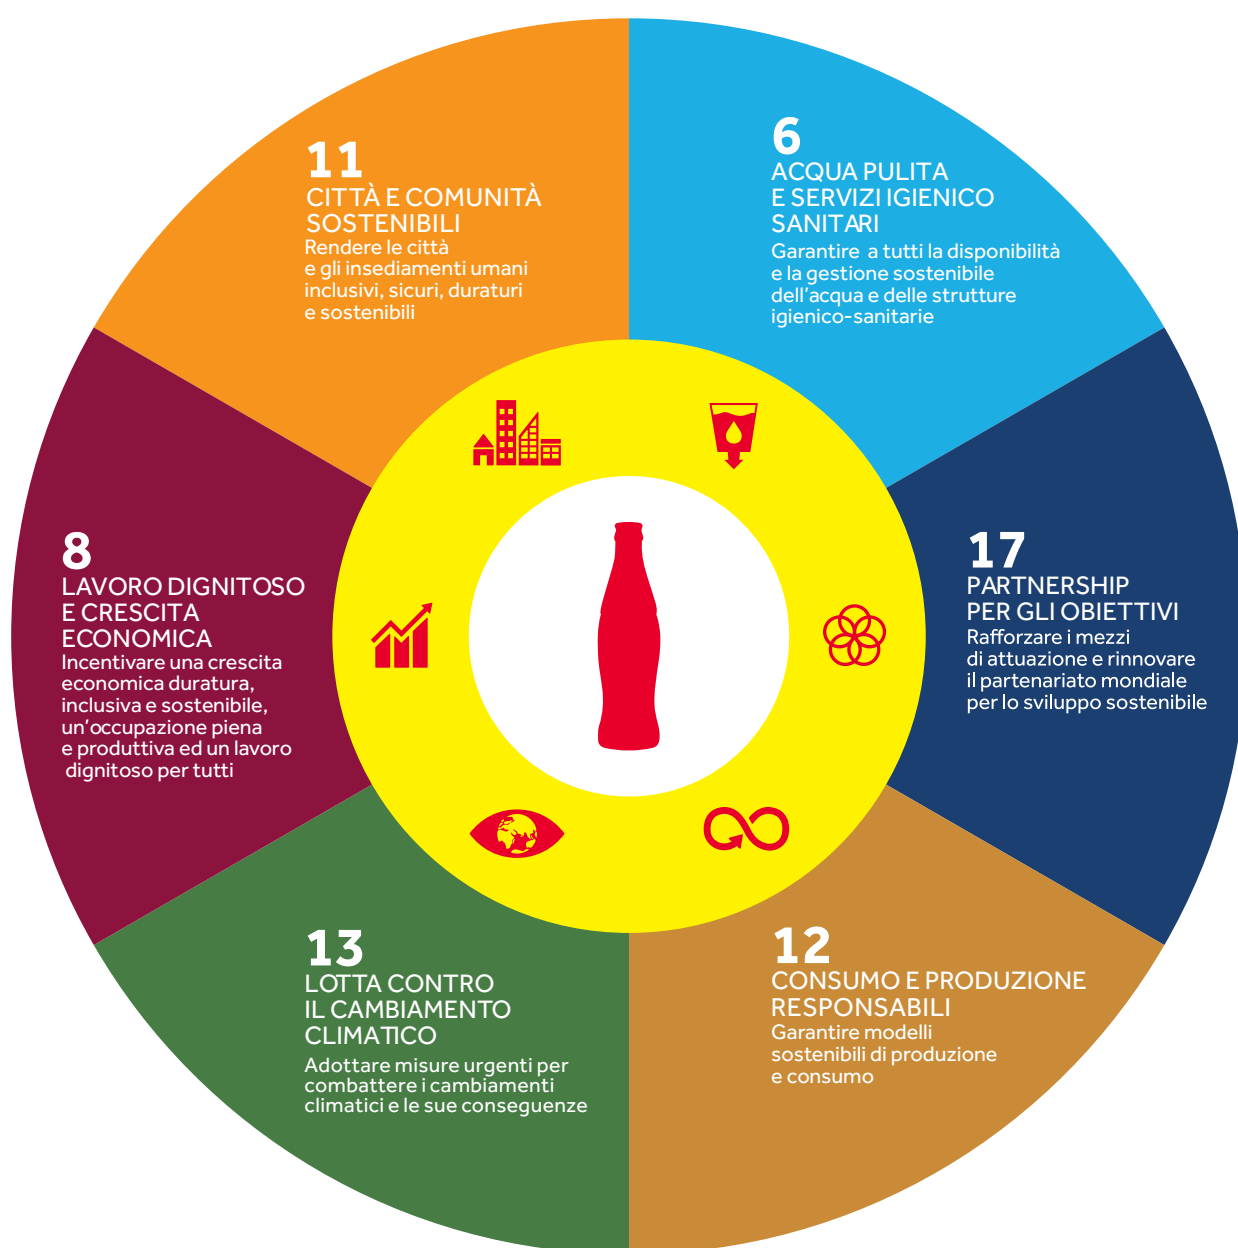 11
CITTÀ E COMUNITÀ
SOSTENIBILI
Rendere le città
e gli insediamenti umani
inclusivi, sicuri, duraturi
e sostenibili
6
ACQUA PULITA
E SERVIZI IGIENICO
SANITARI
Garantire a tutti la disponibilità
e la gestione sostenibile
dell'acqua e delle strutture
igienico-sanitarie
8
LAVORO DIGNITOSO
E CRESCITA
ECONOMICA
Incentivare una crescita
economica duratura,
inclusiva e sostenibile,
un'occupazione piena
e produttiva ed un lavoro
dignitoso per tutti
17
PARTNERSHIP
PER GLI OBIETTIVI
Rafforzare i mezzi
di attuazione e rinnovare
il partenariato mondiale
per lo sviluppo sostenibile
13
LOTTA CONTRO
IL CAMBIAMENTO
CLIMATICO
Adottare misure urgenti per
combattere i cambiamenti
climatici e le sue conseguenze
12
CONSUMO E PRODUZIONE
RESPONSABILI
Garantire modelli
sostenibili di produzione
e consumo